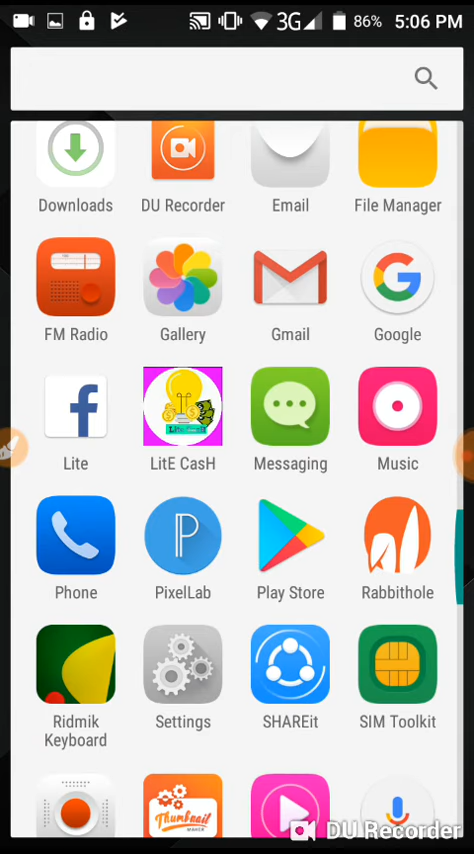 3G 86% 5:06 PM
Downloads DU Recorder Email File Manager
FM Radio Gallery Gmail Google
Lite LitE CasH Messaging Music
Phone PixelLab Play Store Rabbithole
Ridmik Keyboard Settings SHAREit SIM Toolkit
Thumbnail
MAKER
DU Recorder